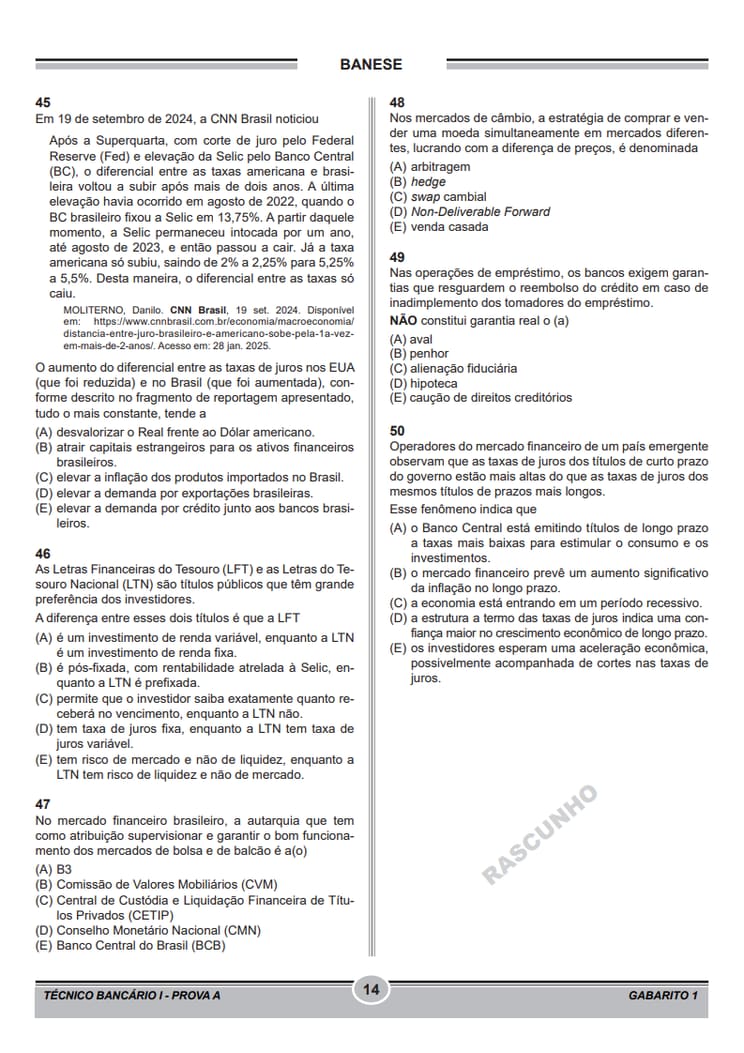 BANESE
45
Em 19 de setembro de 2024, a CNN Brasil noticiou
Após a Superquarta, com corte de juro pelo Federal
Reserve (Fed) e elevação da Selic pelo Banco Central
(BC), o diferencial entre as taxas americana e brasi-
leira voltou a subir após mais de dois anos. A última
elevação havia ocorrido em agosto de 2022, quando o
BC brasileiro fixou a Selic em 13,75%. A partir daquele
momento, a Selic permaneceu intocada por um ano,
até agosto de 2023, e então passou a cair. Já a taxa
americana só subiu, saindo de 2% a 2,25% para 5,25%
a 5,5%. Desta maneira, o diferencial entre as taxas só
caiu.
MOLITERNO, Danilo. CNN Brasil, 19 set. 2024. Disponível
em: https://www.cnnbrasil.com.br/economia/macroeconomia/
distancia-entre-juro-brasileiro-e-americano-sobe-pela-1a-vez-
em-mais-de-2-anos/. Acesso em: 28 jan. 2025.
O aumento do diferencial entre as taxas de juros nos EUA
(que foi reduzida) e no Brasil (que foi aumentada), con-
forme descrito no fragmento de reportagem apresentado,
tudo o mais constante, tende a
(A) desvalorizar o Real frente ao Dólar americano.
(B) atrair capitais estrangeiros para os ativos financeiros
brasileiros.
(C) elevar a inflação dos produtos importados no Brasil.
(D) elevar a demanda por exportações brasileiras.
(E) elevar a demanda por crédito junto aos bancos brasi-
leiros.
46
As Letras Financeiras do Tesouro (LFT) e as Letras do Te-
souro Nacional (LTN) são títulos públicos que têm grande
preferência dos investidores.
A diferença entre esses dois títulos é que a LFT
(A) é um investimento de renda variável, enquanto a LTN
é um investimento de renda fixa.
(B) é pós-fixada, com rentabilidade atrelada à Selic, en-
quanto a LTN é prefixada.
(C) permite que o investidor saiba exatamente quanto re-
ceberá no vencimento, enquanto a LTN não.
(D) tem taxa de juros fixa, enquanto a LTN tem taxa de
juros variável.
(E) tem risco de mercado e não de liquidez, enquanto a
LTN tem risco de liquidez e não de mercado.
47
No mercado financeiro brasileiro, a autarquia que tem
como atribuição supervisionar e garantir o bom funciona-
mento dos mercados de bolsa e de balcão é a(o)
(A) B3
(B) Comissão de Valores Mobiliários (CVM)
(C) Central de Custódia e Liquidação Financeira de Títu-
los Privados (CETIP)
(D) Conselho Monetário Nacional (CMN)
(E) Banco Central do Brasil (BCB)
48
Nos mercados de câmbio, a estratégia de comprar e ven-
der uma moeda simultaneamente em mercados diferen-
tes, lucrando com a diferença de preços, é denominada
(A) arbitragem
(B) hedge
(C) swap cambial
(D) Non-Deliverable Forward
(E) venda casada
49
Nas operações de empréstimo, os bancos exigem garan-
tias que resguardem o reembolso do crédito em caso de
inadimplemento dos tomadores do empréstimo.
NÃO constitui garantia real o (a)
(A) aval
(B) penhor
(C) alienação fiduciária
(D) hipoteca
(E) caução de direitos creditórios
50
Operadores do mercado financeiro de um país emergente
observam que as taxas de juros dos títulos de curto prazo
do governo estão mais altas do que as taxas de juros dos
mesmos títulos de prazos mais longos.
Esse fenômeno indica que
(A) o Banco Central está emitindo títulos de longo prazo
a taxas mais baixas para estimular o consumo e os
investimentos.
(B) o mercado financeiro prevê um aumento significativo
da inflação no longo prazo.
(C) a economia está entrando em um período recessivo.
(D) a estrutura a termo das taxas de juros indica uma con-
fiança maior no crescimento econômico de longo prazo.
(E) os investidores esperam uma aceleração econômica,
possivelmente acompanhada de cortes nas taxas de
juros.
RASCUNHO
TÉCNICO BANCÁRIO I - PROVA A
14
GABARITO 1